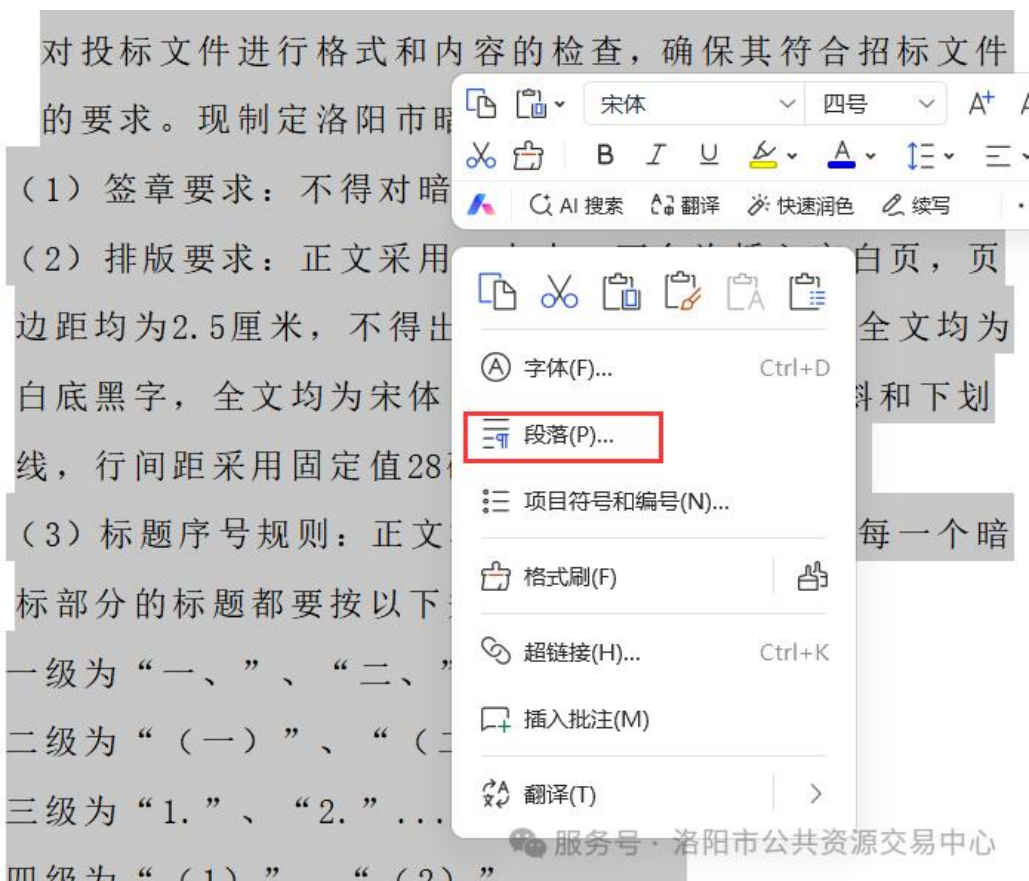 对投标文件进行格式和内容的检查，确保其符合招标文件
的要求。现制定洛阳市暗
（1）签章要求：不得对暗
（2）排版要求：正文采用
白页，页
边距均为2.5厘米，不得出
全文均为
白底黑字，全文均为宋体
和下划
线，行间距采用固定值28
（3）标题序号规则：正文
每一个暗
标部分的标题都要按以下
一级为“一、”、“二、”
二级为“（一）”、“（二
三级为“1.”、“2.”...
四级为“（1）”、“（2）”
宋体 四号 A+
B I U A
AI 搜索 翻译 快速润色 续写
字体(F)... Ctrl+D
段落(P)...
项目符号和编号(N)...
格式刷(F)
超链接(H)... Ctrl+K
插入批注(M)
翻译(T)
服务号 · 洛阳市公共资源交易中心